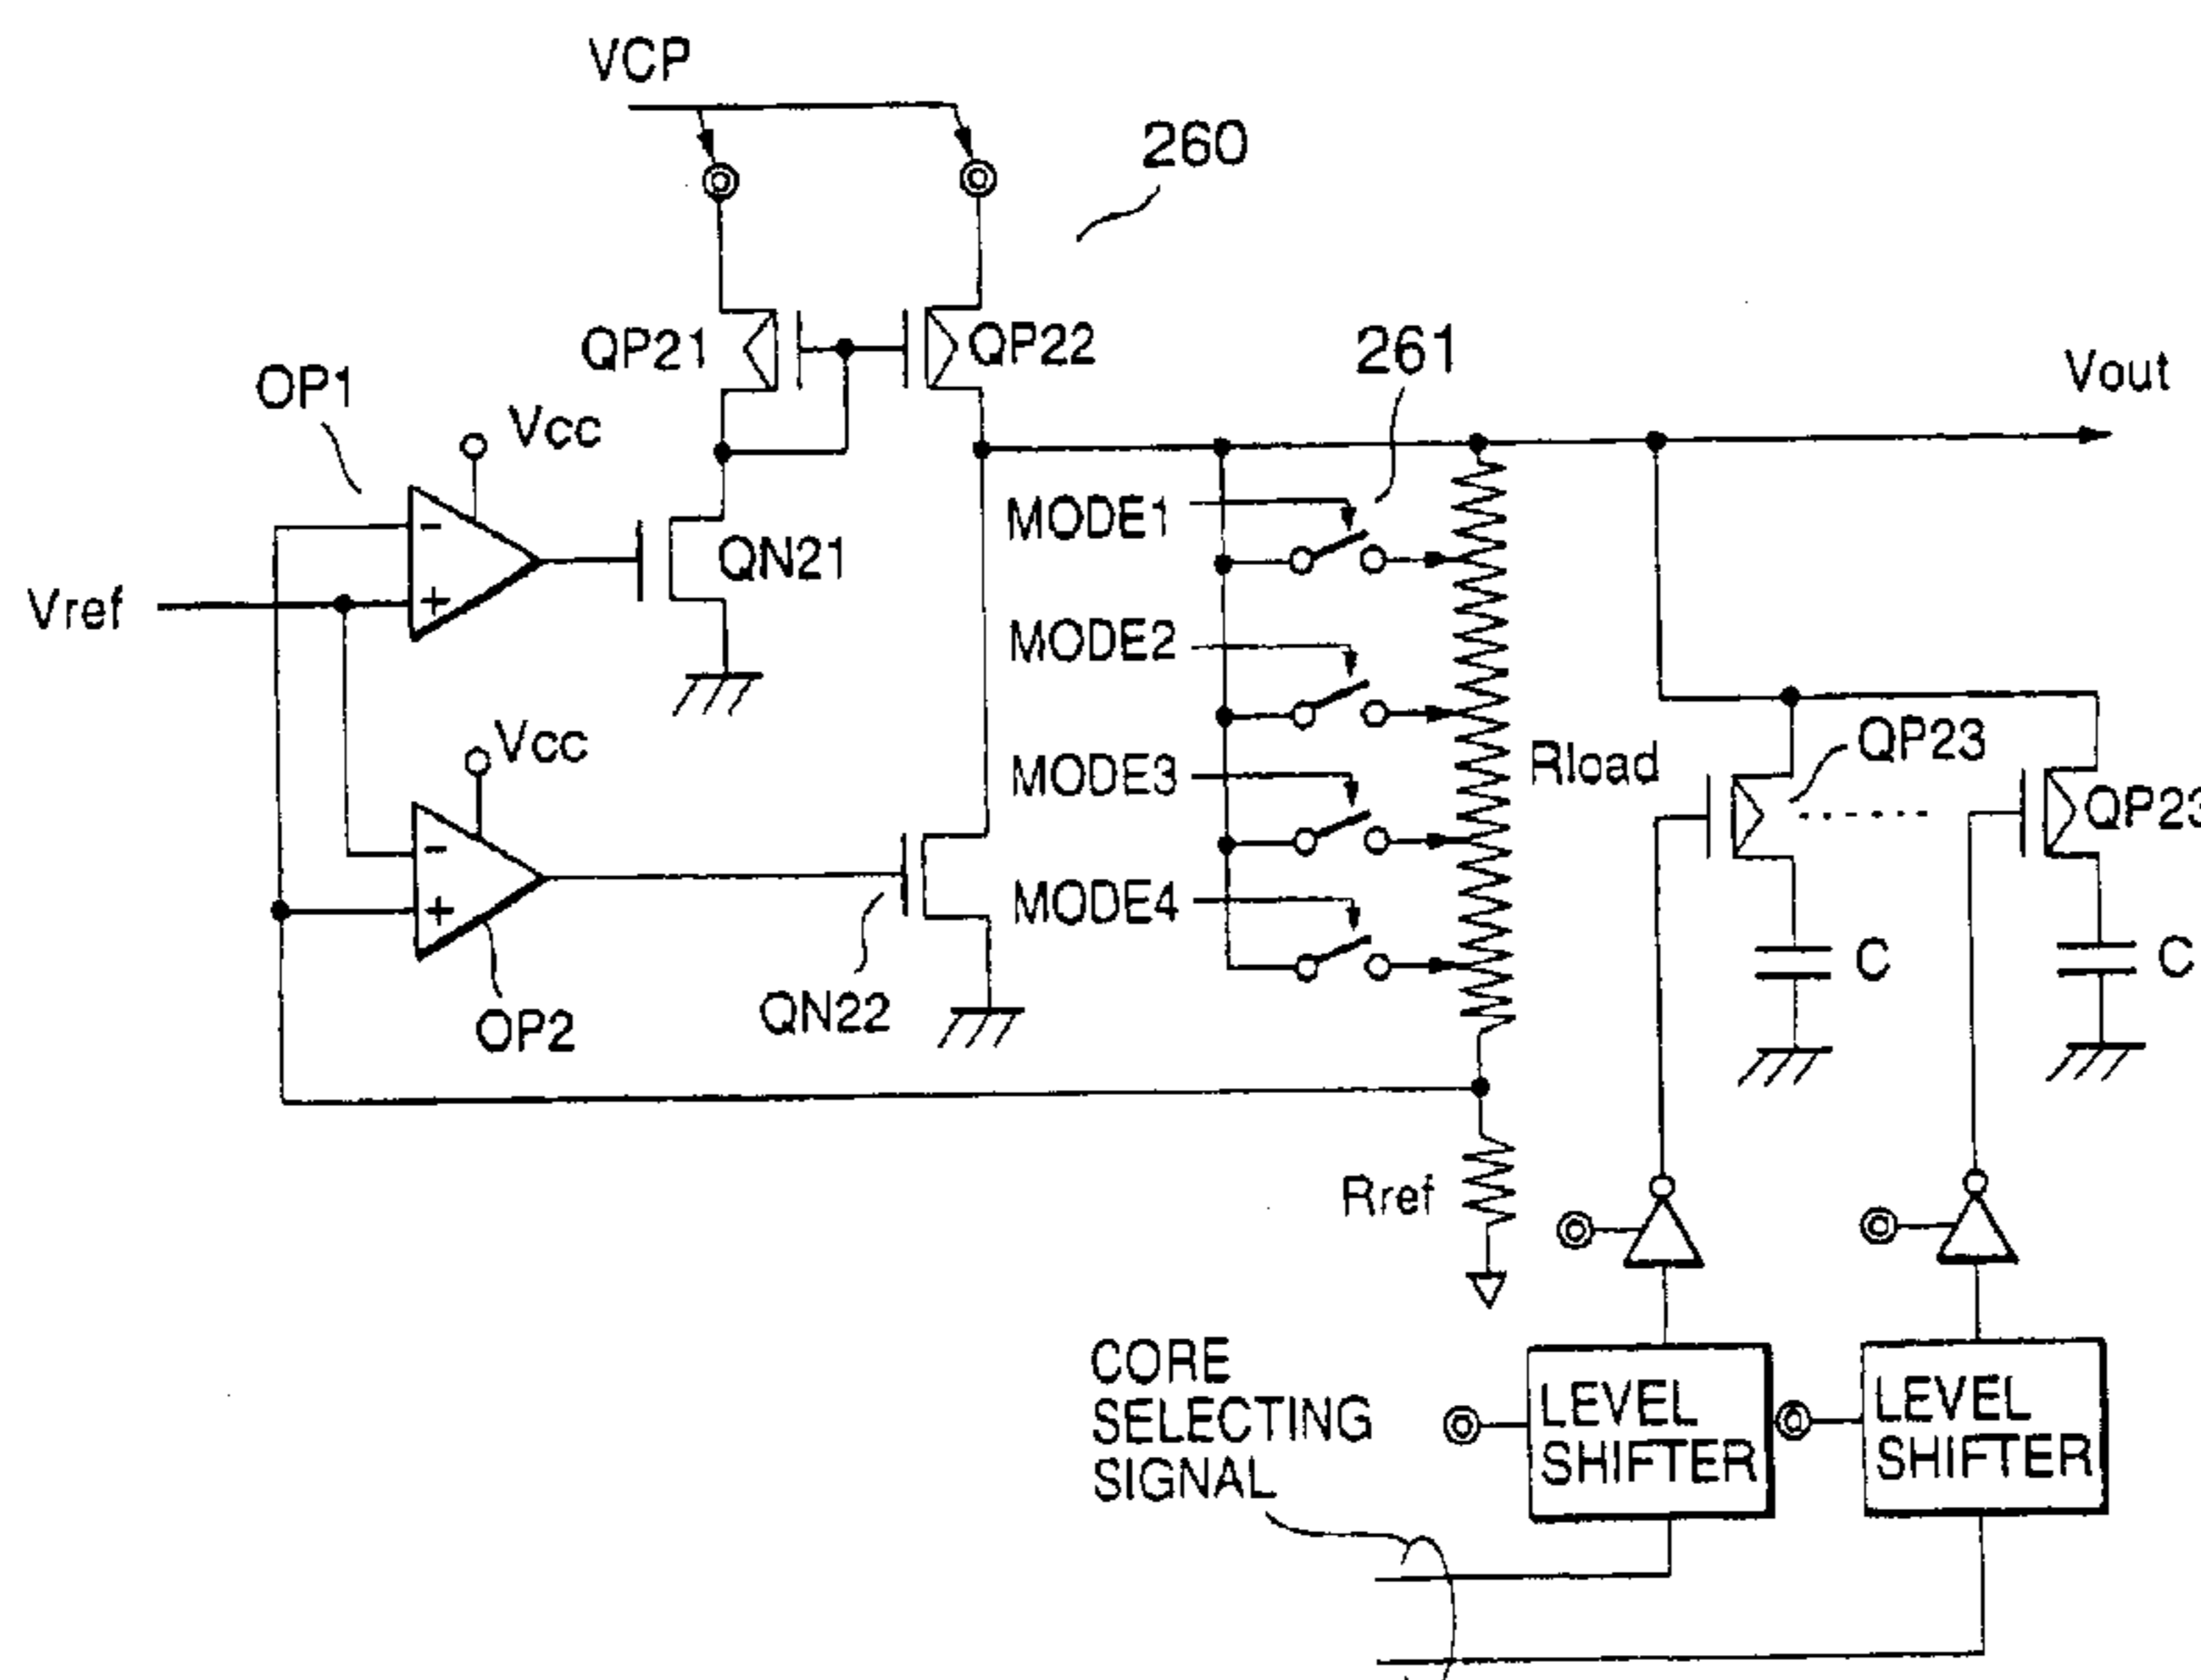 VCP
260
QP21
QP22
261
Vout
OP1
Vcc
MODE1
QN21
Vref
MODE2
Vcc
QP23
Rload
MODE3
QP23
MODE4
C
C
QN22
OP2
Rref
CORE
SELECTING
SIGNAL
LEVEL
SHIFTER
LEVEL
SHIFTER
-
+
-
+